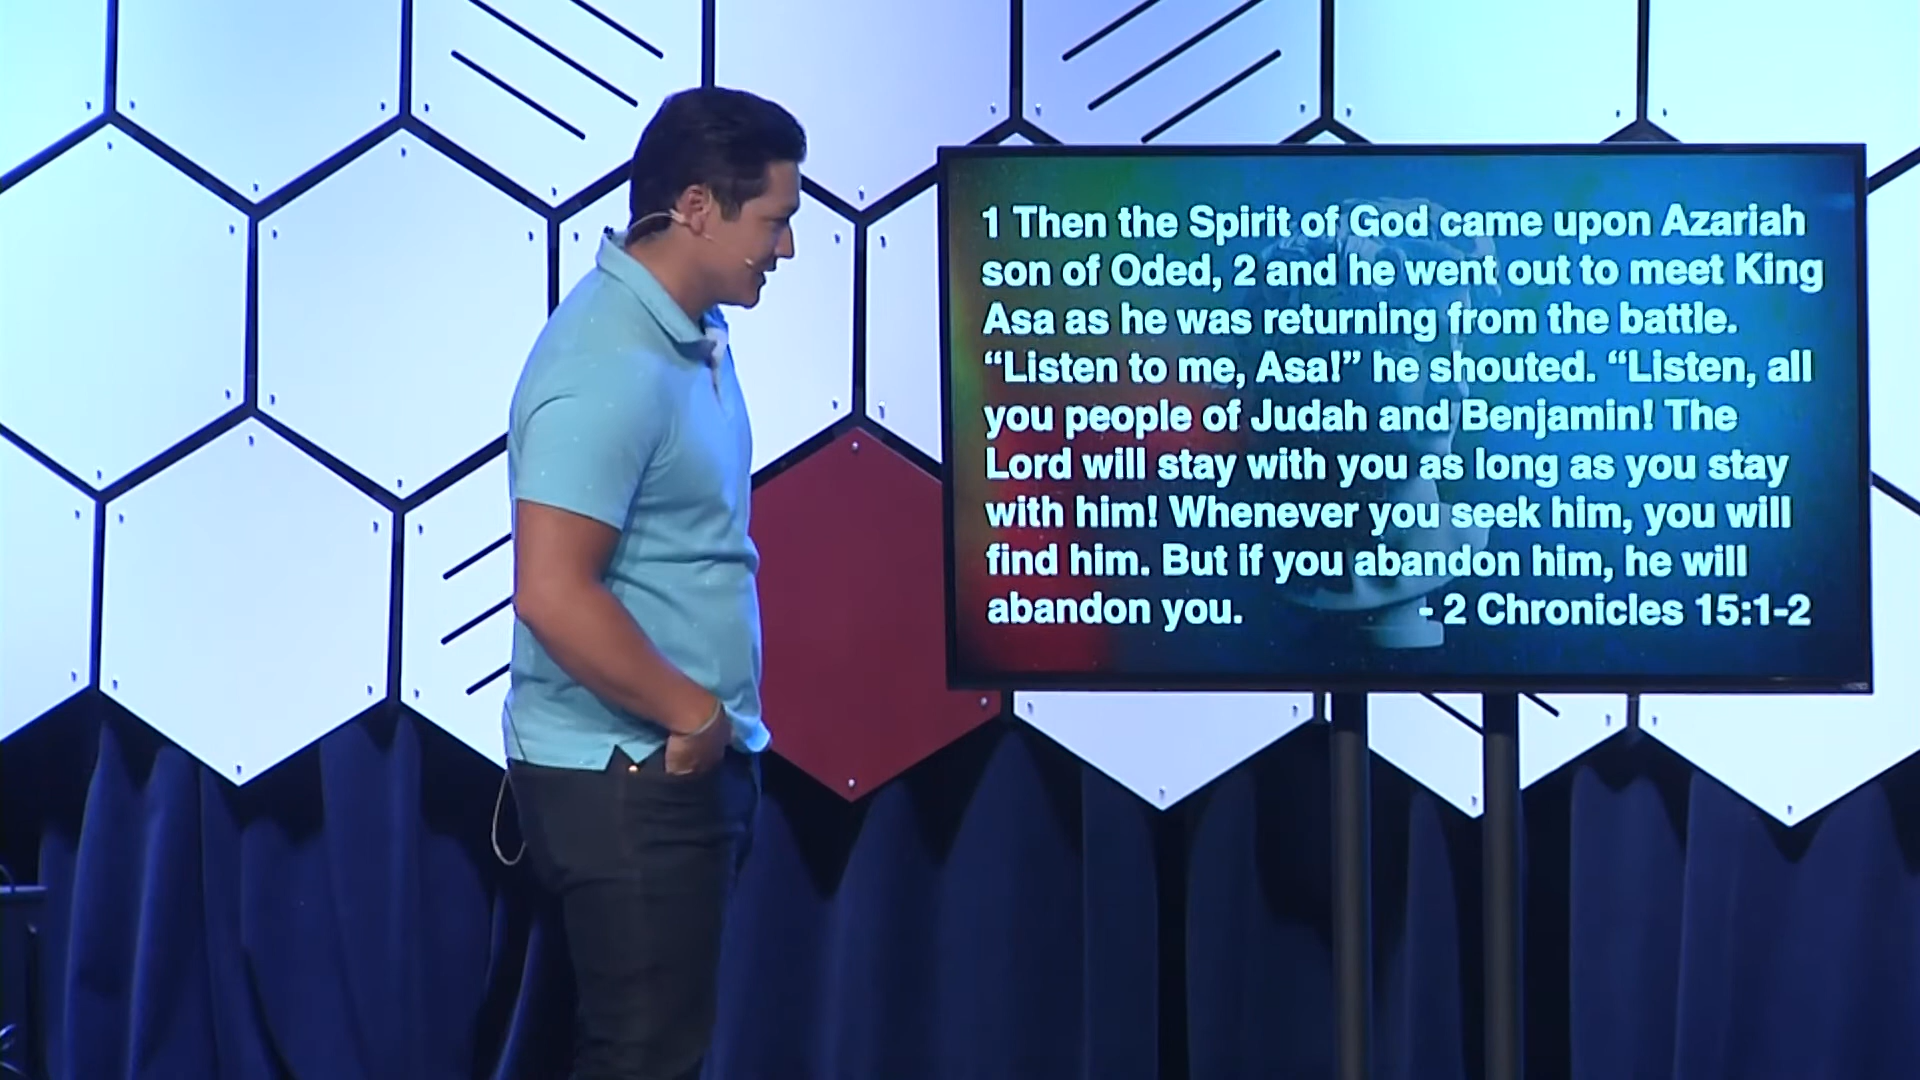 1 Then the Spirit of God came upon Azariah
son of Oded, 2 and he went out to meet King
Asa as he was returning from the battle.
“Listen to me, Asa!” he shouted. “Listen, all
you people of Judah and Benjamin! The
Lord will stay with you as long as you stay
with him! Whenever you seek him, you will
find him. But if you abandon him, he will
abandon you. - 2 Chronicles 15:1-2